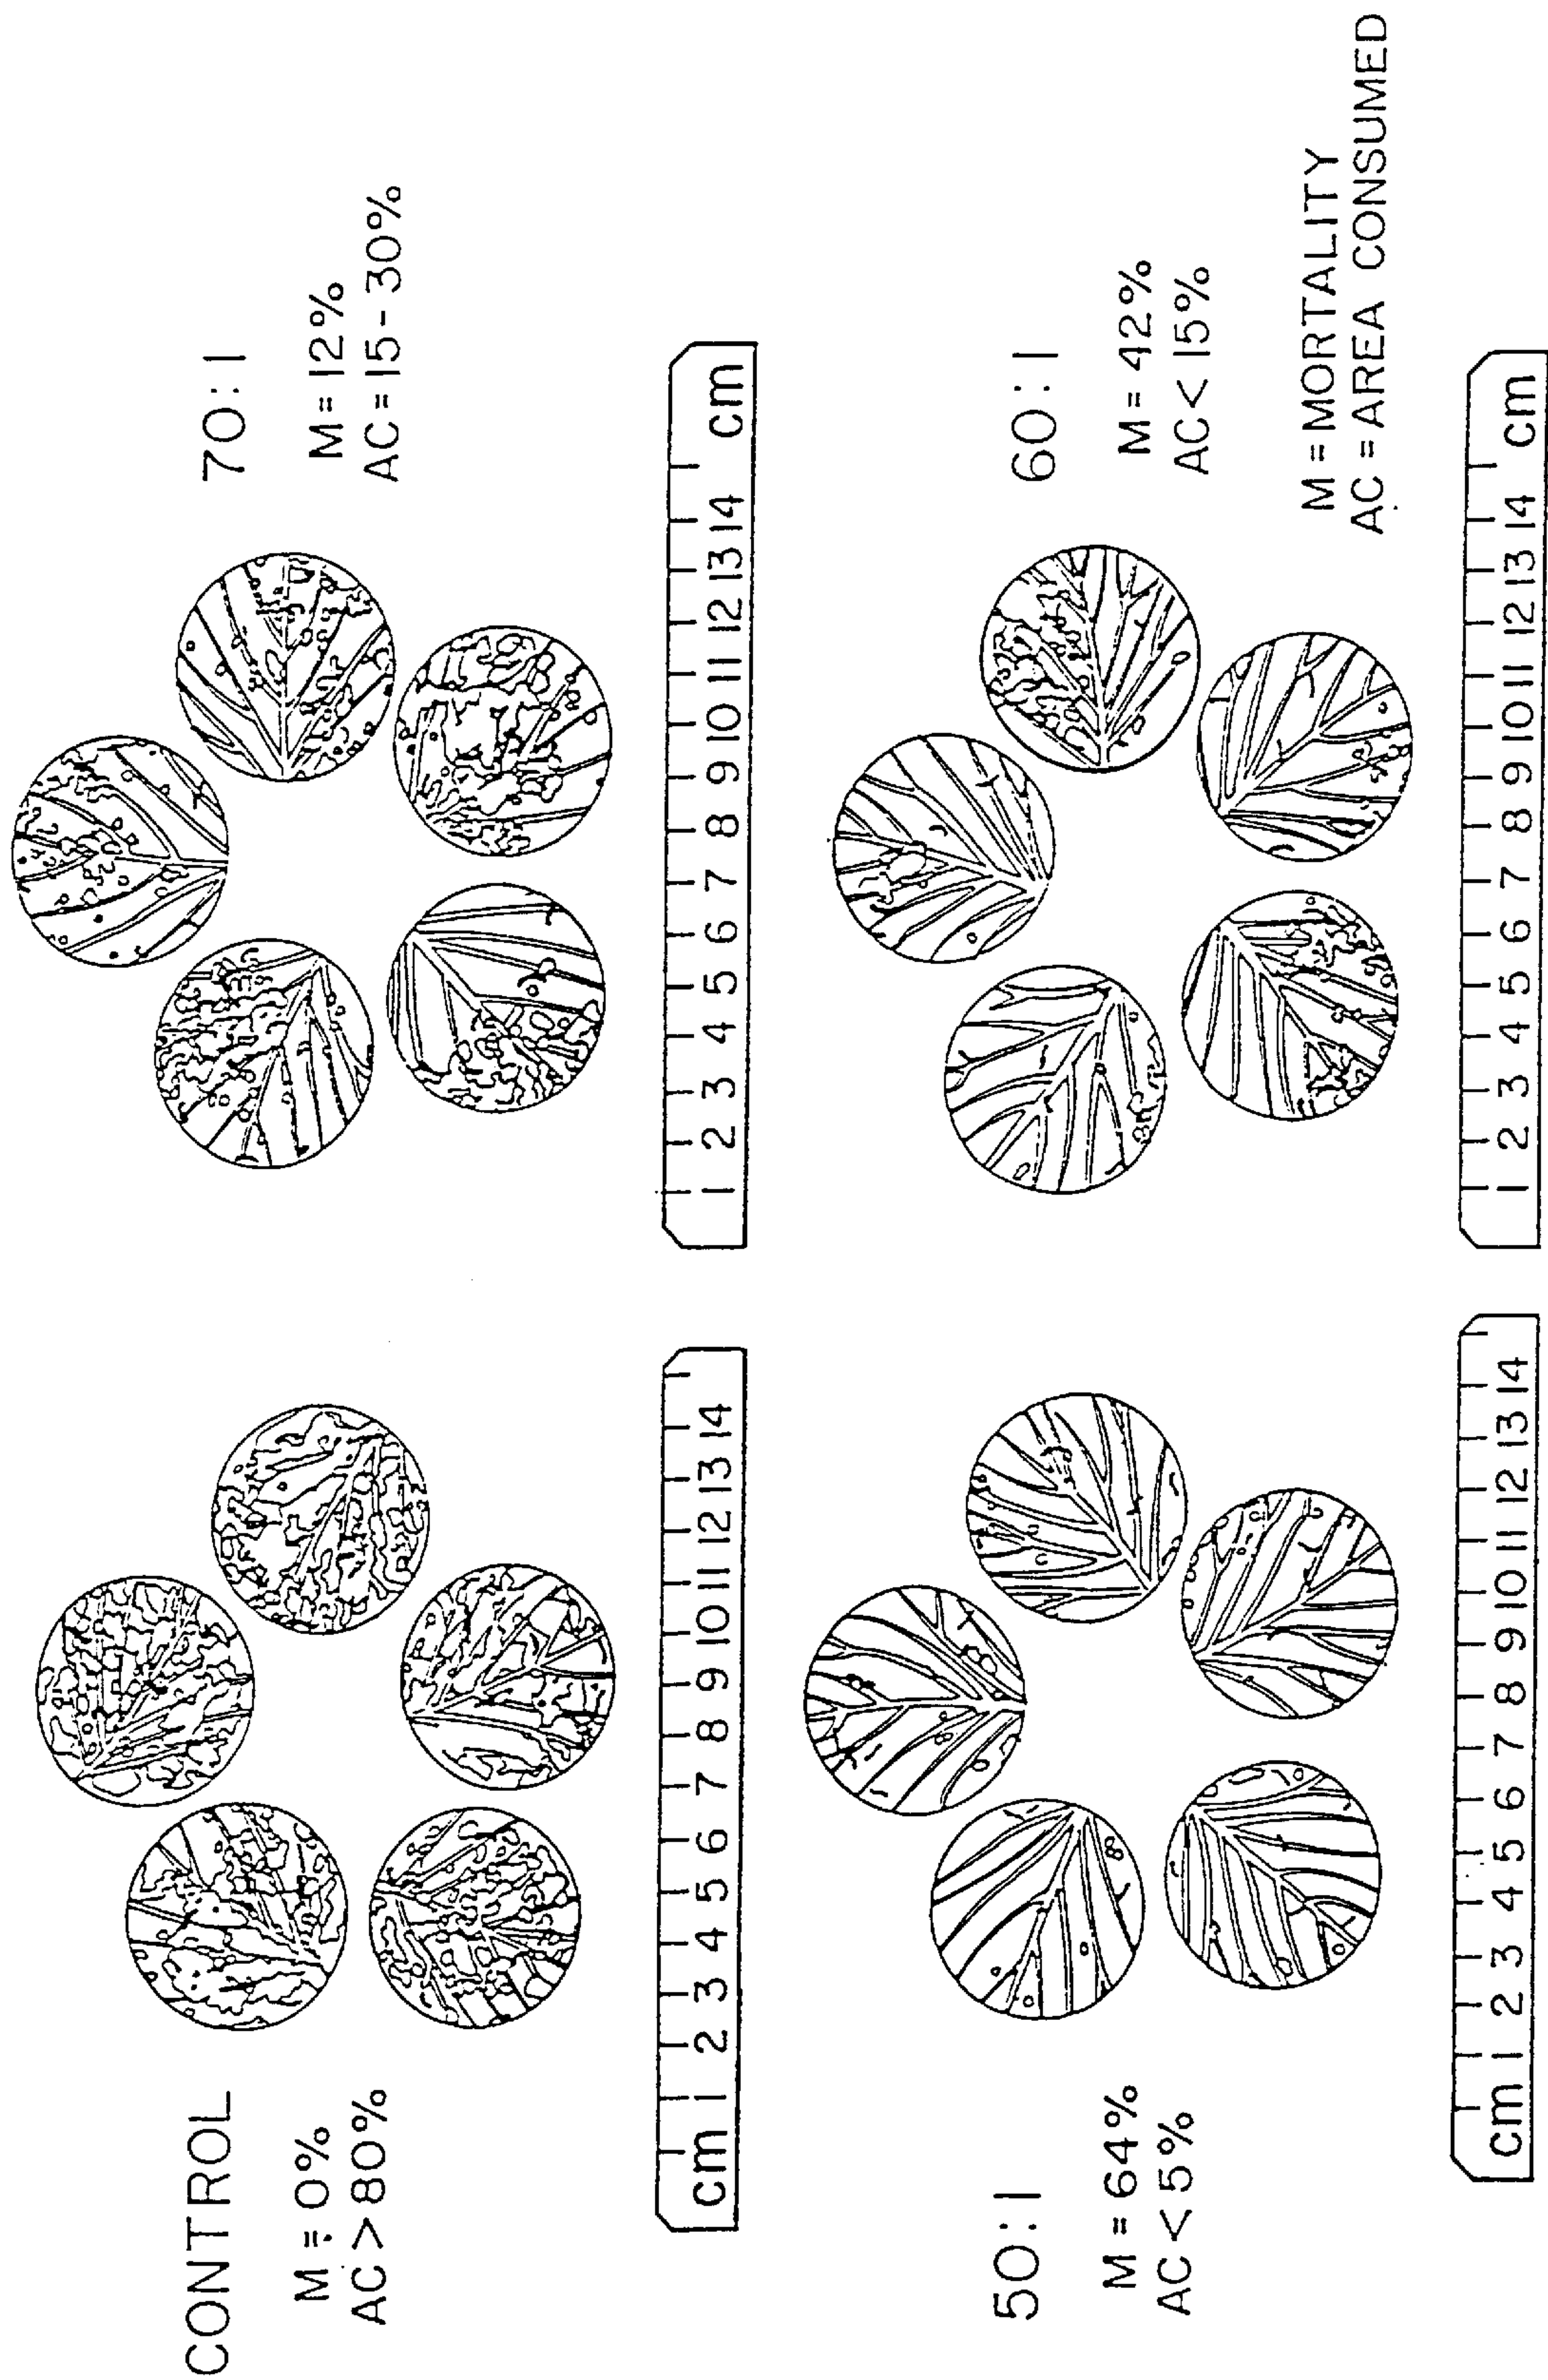 CONTROL
M = 0%
AC > 80%
cm 1 2 3 4 5 6 7 8 9 10 11 12 13 14
70:1
M = 12%
AC = 15-30%
1 2 3 4 5 6 7 8 9 10 11 12 13 14 cm
50:1
M = 64%
AC < 5%
cm 1 2 3 4 5 6 7 8 9 10 11 12 13 14
60:1
M = 42%
AC < 15%
M = MORTALITY
AC = AREA CONSUMED
1 2 3 4 5 6 7 8 9 10 11 12 13 14 cm